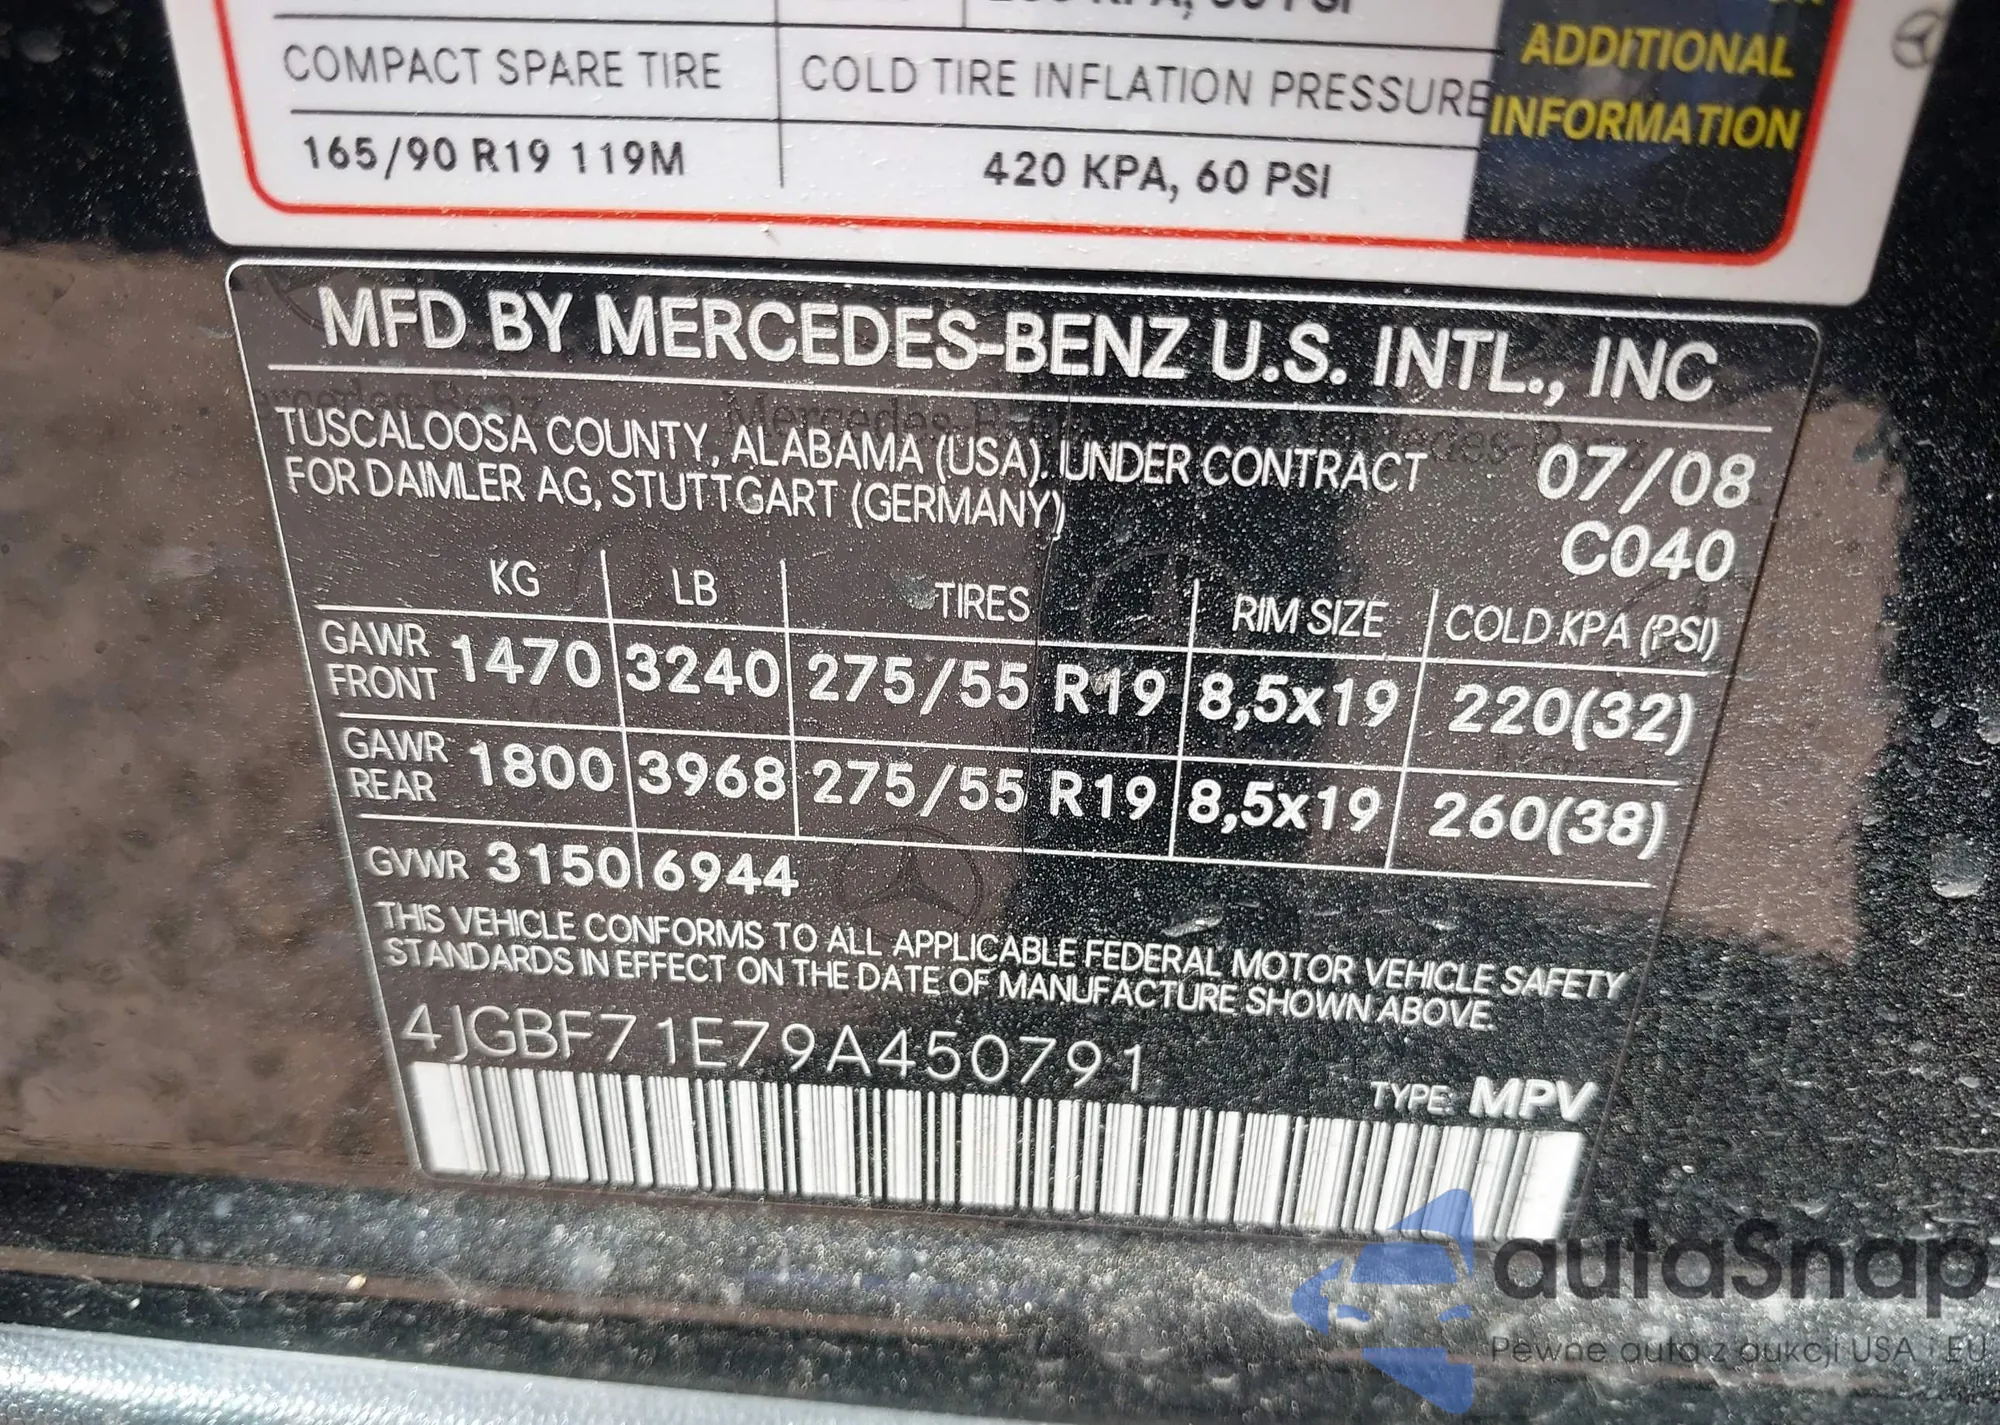 COMPACT SPARE TIRE
COLD TIRE INFLATION PRESSURE
165/90 R19 119M
420 KPA, 60 PSI
ADDITIONAL
INFORMATION
MFD BY MERCEDES-BENZ U.S. INTL., INC
TUSCALOOSA COUNTY, ALABAMA (USA), UNDER CONTRACT
FOR DAIMLER AG, STUTTGART (GERMANY)
07/08
C040
KG LB TIRES RIM SIZE COLD KPA (PSI)
GAWR FRONT 1470 3240 275/55 R19 8,5x19 220(32)
GAWR REAR 1800 3968 275/55 R19 8,5x19 260(38)
GVWR 3150 6944
THIS VEHICLE CONFORMS TO ALL APPLICABLE FEDERAL MOTOR VEHICLE SAFETY
STANDARDS IN EFFECT ON THE DATE OF MANUFACTURE SHOWN ABOVE.
4JGBF71E79A450791
TYPE: MPV
autaSnap
Pewne auta z aukcji USA i EU